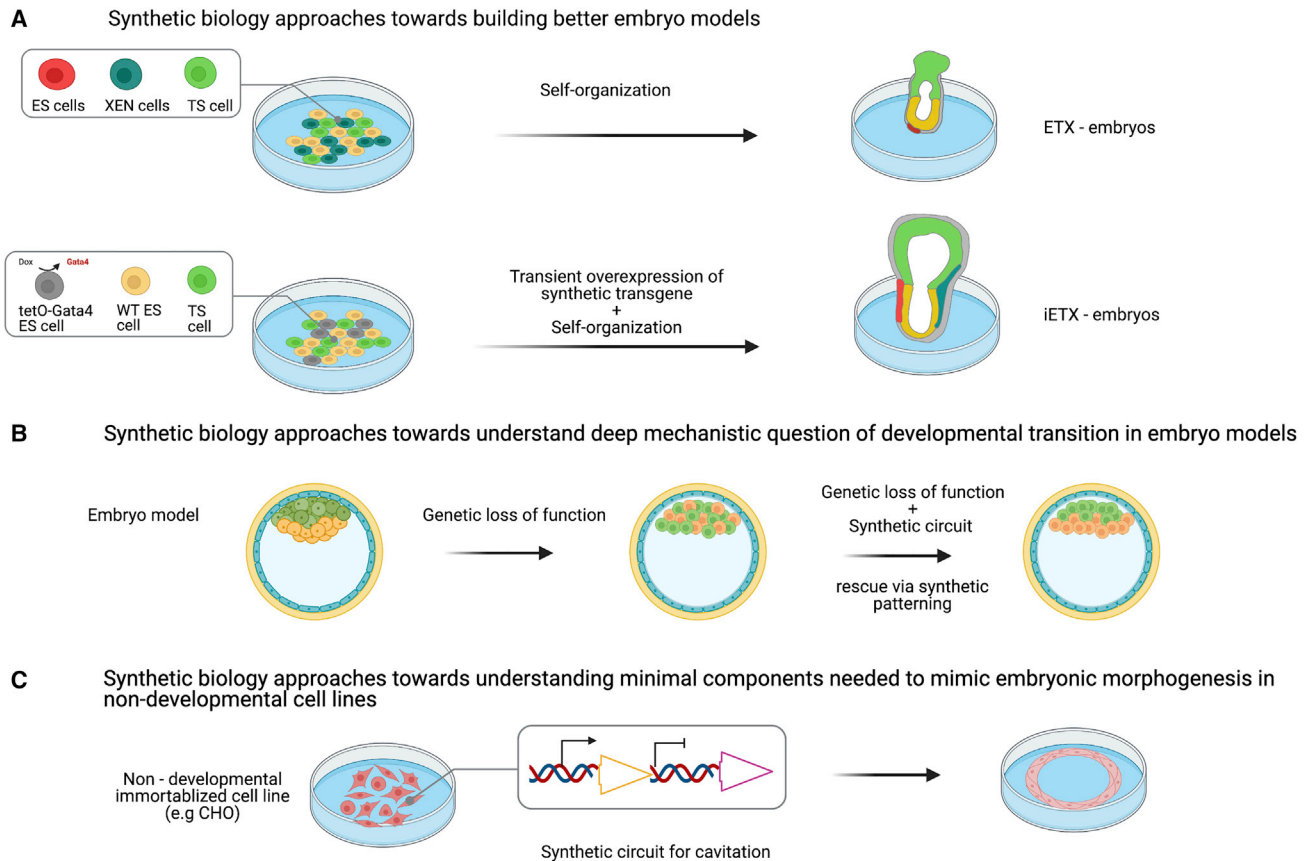 A
Synthetic biology approaches towards building better embryo models
ES cells
XEN cells
TS cell
Self-organization
ETX - embryos
Dox
Gata4
tetO-Gata4
ES cell
WT ES
cell
TS
cell
Transient overexpression of
synthetic transgene
+
Self-organization
iETX - embryos
B
Synthetic biology approaches towards understand deep mechanistic question of developmental transition in embryo models
Embryo model
Genetic loss of function
Genetic loss of function
+
Synthetic circuit
rescue via synthetic
patterning
C
Synthetic biology approaches towards understanding minimal components needed to mimic embryonic morphogenesis in
non-developmental cell lines
Non - developmental
immortablized cell line
(e.g CHO)
Synthetic circuit for cavitation